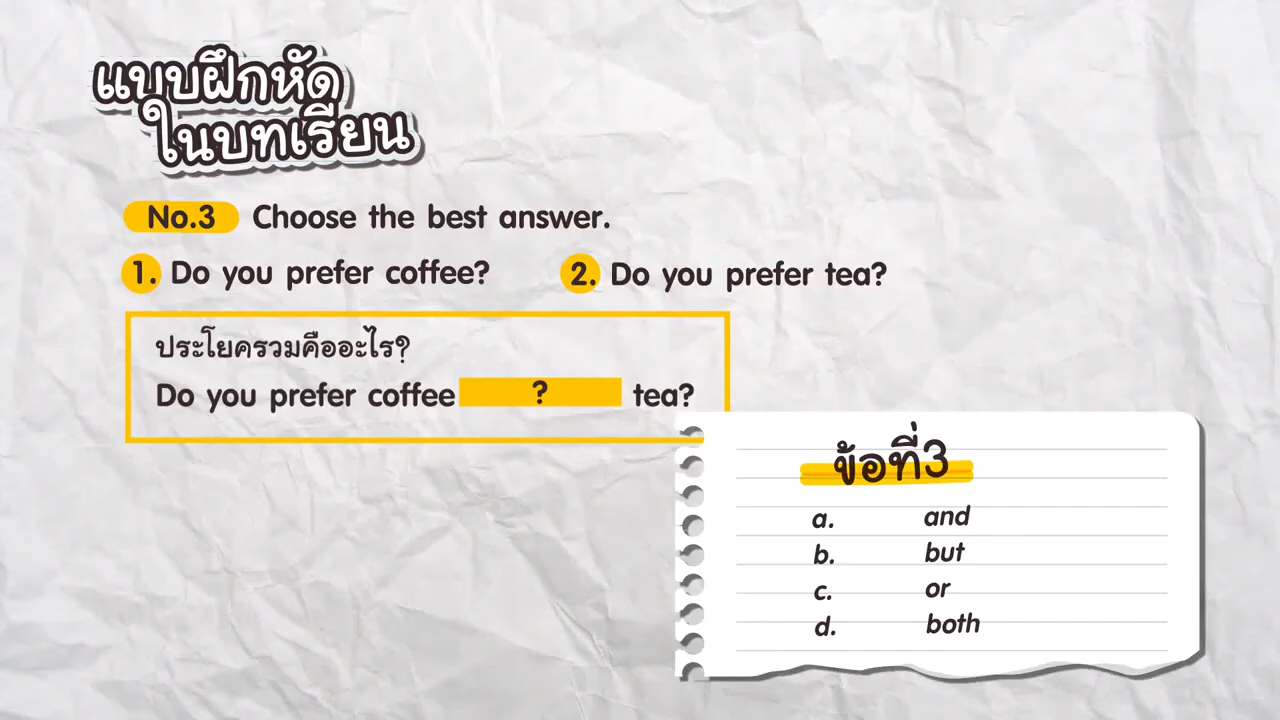 แบบฝึกหัด
ในบทเรียน
No.3 Choose the best answer.
1. Do you prefer coffee? 2. Do you prefer tea?
ประโยครวมคืออะไร?
Do you prefer coffee ? tea?
ข้อที่3
a. and
b. but
c. or
d. both